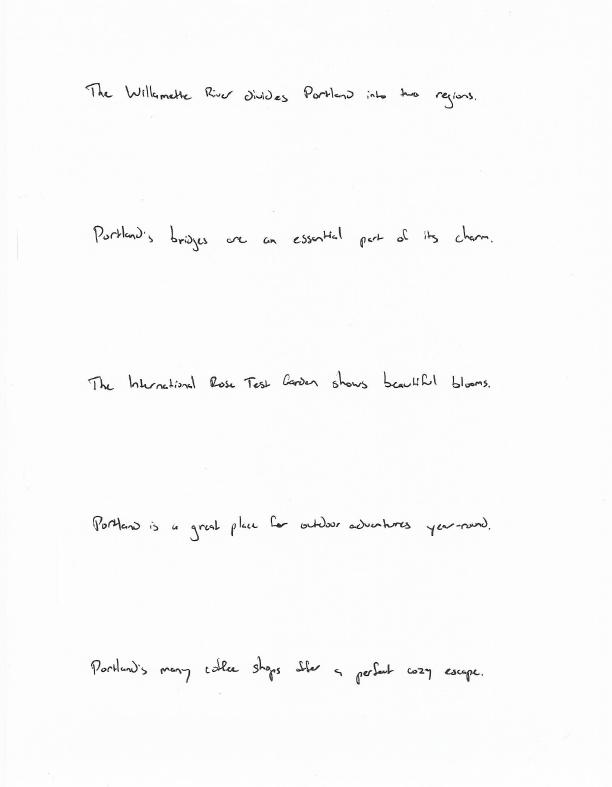 The Willamette River divides Portland into two regions.
Portland's bridges are an essential part of its charm.
The International Rose Test Garden shows beautiful blooms.
Portland is a great place for outdoor adventures year-round.
Portland's many coffee shops offer a perfect cozy escape.